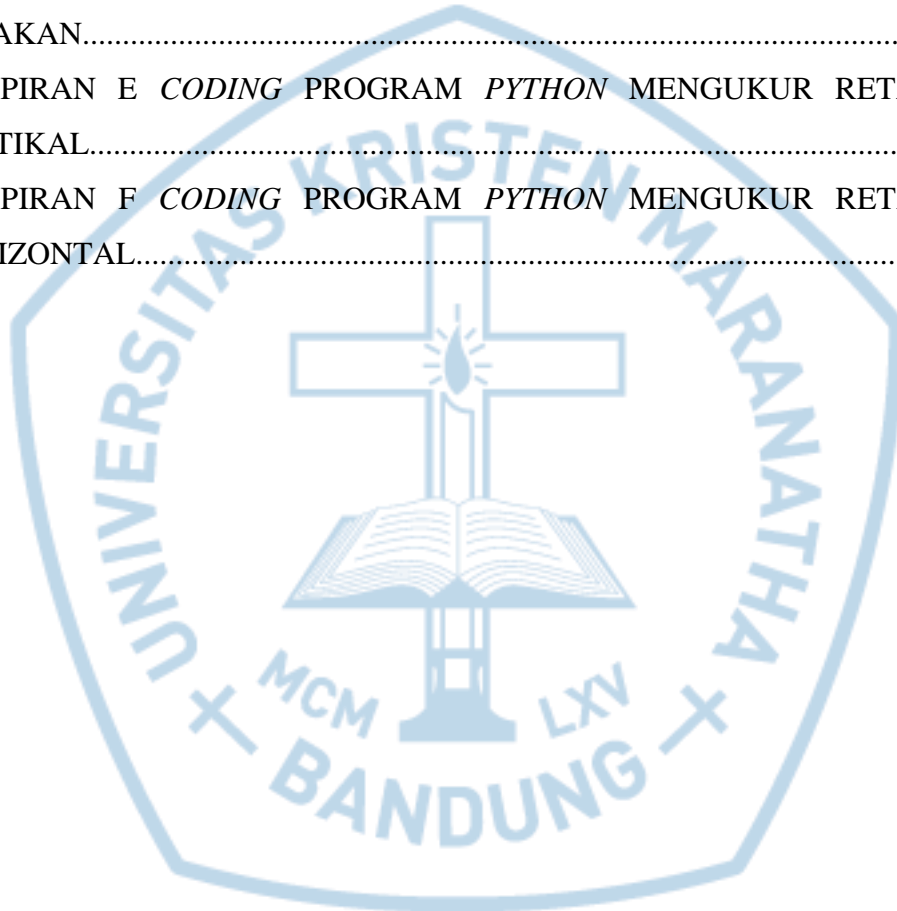 AKAN
PIRAN E CODING PROGRAM PYTHON MENGUKUR RET
TIKAL
PIRAN F CODING PROGRAM PYTHON MENGUKUR RET
IZONTAL
UNIVERSITAS KRISTEN MARANATHA
MCM LXV
BANDUNG